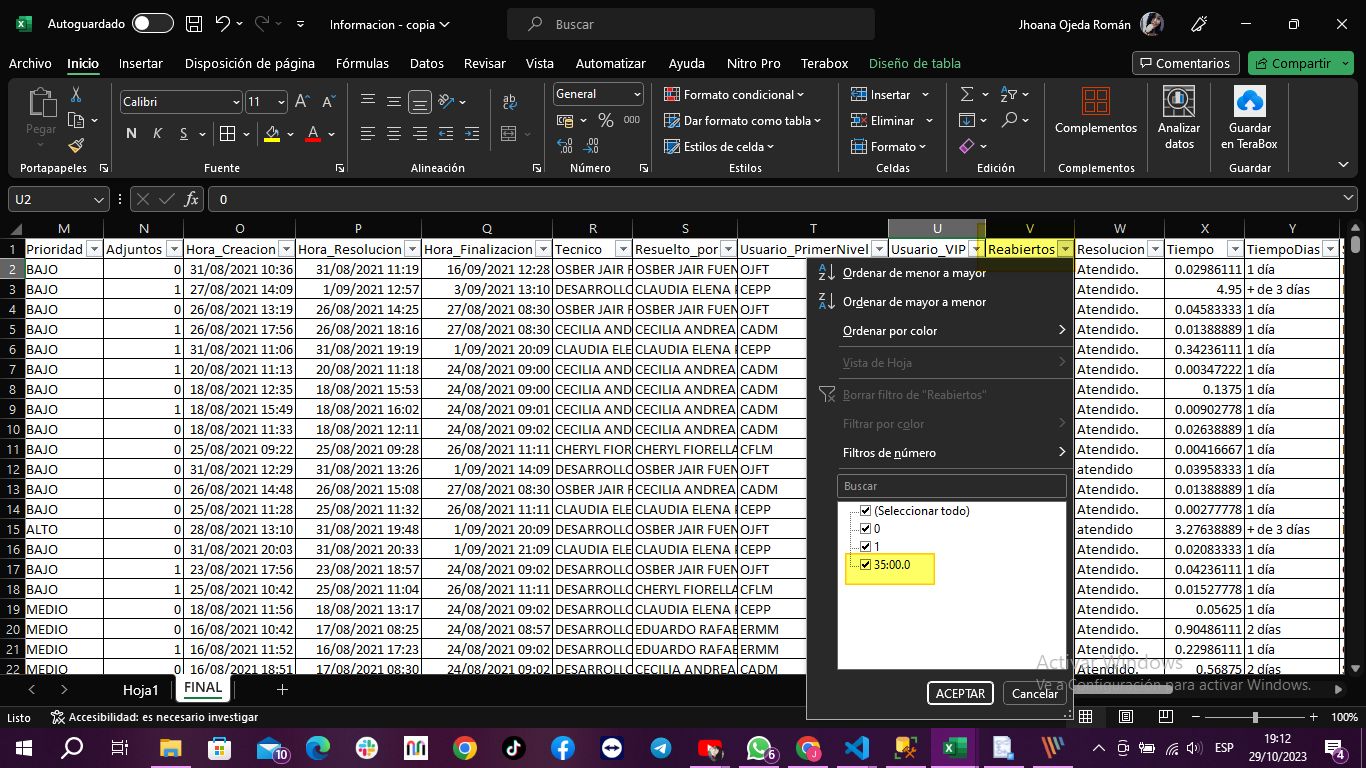 Autoguardado Informacion - copia Buscar Jhoana Ojeda Román
Archivo Inicio Insertar Disposición de página Fórmulas Datos Revisar Vista Automatizar Ayuda Nitro Pro Terabox Diseño de tabla Comentarios Compartir
Pegar Calibri 11 General Formato condicional Insertar Complementos Analizar datos Guardar en TeraBox
N K S A Dar formato como tabla Eliminar
Estilos de celda Formato
Portapapeles Fuente Alineación Número Estilos Celdas Edición Complementos Guardar
U2 fx 0
M N O P Q R S T U V W X Y
1 Prioridad Adjuntos Hora_Creacion Hora_Resolucion Hora_Finalizacion Tecnico Resuelto_por Usuario_PrimerNivel Usuario_VIP Reabiertos Resolucion Tiempo TiempoDias
2 BAJO 0 31/08/2021 10:36 31/08/2021 11:19 16/09/2021 12:28 OSBER JAIR F OSBER JAIR FUEN OJFT Atendido. 0.02986111 1 día
3 BAJO 1 27/08/2021 14:09 1/09/2021 12:57 3/09/2021 13:10 DESARROLLO CLAUDIA ELENA CEPP Atendido. 4.95 + de 3 días
4 BAJO 0 26/08/2021 13:19 26/08/2021 14:25 27/08/2021 08:30 OSBER JAIR F OSBER JAIR FUEN OJFT Atendido. 0.04583333 1 día
5 BAJO 1 26/08/2021 17:56 26/08/2021 18:16 27/08/2021 08:30 CECILIA AND CECILIA ANDREA CADM Atendido. 0.01388889 1 día
6 BAJO 1 31/08/2021 11:06 31/08/2021 19:19 1/09/2021 20:09 CLAUDIA ELE CLAUDIA ELENA CEPP Atendido. 0.34236111 1 día
7 BAJO 1 20/08/2021 11:13 20/08/2021 11:18 24/08/2021 09:00 CECILIA AND CECILIA ANDREA CADM Atendido. 0.00347222 1 día
8 BAJO 0 18/08/2021 12:35 18/08/2021 15:53 24/08/2021 09:00 CECILIA AND CECILIA ANDREA CADM Atendido. 0.1375 1 día
9 BAJO 1 18/08/2021 15:49 18/08/2021 16:02 24/08/2021 09:01 CECILIA AND CECILIA ANDREA CADM Atendido. 0.00902778 1 día
10 BAJO 0 18/08/2021 11:33 18/08/2021 12:11 24/08/2021 09:02 CECILIA AND CECILIA ANDREA CADM Atendido. 0.02638889 1 día
11 BAJO 0 25/08/2021 09:22 25/08/2021 09:28 26/08/2021 11:11 CHERYL FIOR CHERYL FIORELLA CFLM Atendido. 0.00416667 1 día
12 BAJO 0 31/08/2021 12:29 31/08/2021 13:26 1/09/2021 14:09 DESARROLLO OSBER JAIR FUEN OJFT atendido 0.03958333 1 día
13 BAJO 0 26/08/2021 14:48 26/08/2021 15:08 27/08/2021 08:30 OSBER JAIR F CECILIA ANDREA CADM Atendido. 0.01388889 1 día
14 BAJO 0 25/08/2021 11:28 25/08/2021 11:32 26/08/2021 11:11 CLAUDIA ELE CLAUDIA ELENA CEPP Atendido. 0.00277778 1 día
15 ALTO 0 28/08/2021 13:10 31/08/2021 19:48 1/09/2021 20:09 DESARROLLO OSBER JAIR FUEN OJFT atendido 3.27638889 + de 3 días
16 BAJO 0 31/08/2021 20:03 31/08/2021 20:33 1/09/2021 21:09 CLAUDIA ELE CLAUDIA ELENA CEPP Atendido. 0.02083333 1 día
17 BAJO 1 23/08/2021 17:56 23/08/2021 18:57 24/08/2021 09:02 DESARROLLO OSBER JAIR FUEN OJFT Atendido. 0.04236111 1 día
18 BAJO 1 25/08/2021 10:42 25/08/2021 11:04 26/08/2021 11:11 DESARROLLO CHERYL FIORELLA CFLM Atendido. 0.01527778 1 día
19 MEDIO 0 18/08/2021 11:56 18/08/2021 13:17 24/08/2021 09:02 DESARROLLO CLAUDIA ELENA CEPP Atendido. 0.05625 1 día
20 MEDIO 0 16/08/2021 10:42 17/08/2021 08:25 24/08/2021 08:57 DESARROLLO EDUARDO RAFAE ERMM Atendido. 0.90486111 2 días
21 MEDIO 1 16/08/2021 11:52 16/08/2021 17:23 24/08/2021 09:02 DESARROLLO EDUARDO RAFAE ERMM Atendido. 0.22986111 1 día
22 MEDIO 0 16/08/2021 18:51 17/08/2021 08:30 24/08/2021 09:02 DESARROLLO CECILIA ANDREA CADM Atendido. 0.56875 2 días
Ordenar de menor a mayor
Ordenar de mayor a menor
Ordenar por color
Vista de Hoja
Borrar filtro de "Reabiertos"
Filtrar por color
Filtros de número
Buscar
(Seleccionar todo)
0
1
35:00.0
ACEPTAR Cancelar
Activar Windows
Ve a Configuración para activar Windows.
Hoja1 FINAL
Listo Accesibilidad: es necesario investigar 100%
10 6 ESP 19:12 29/10/2023 4